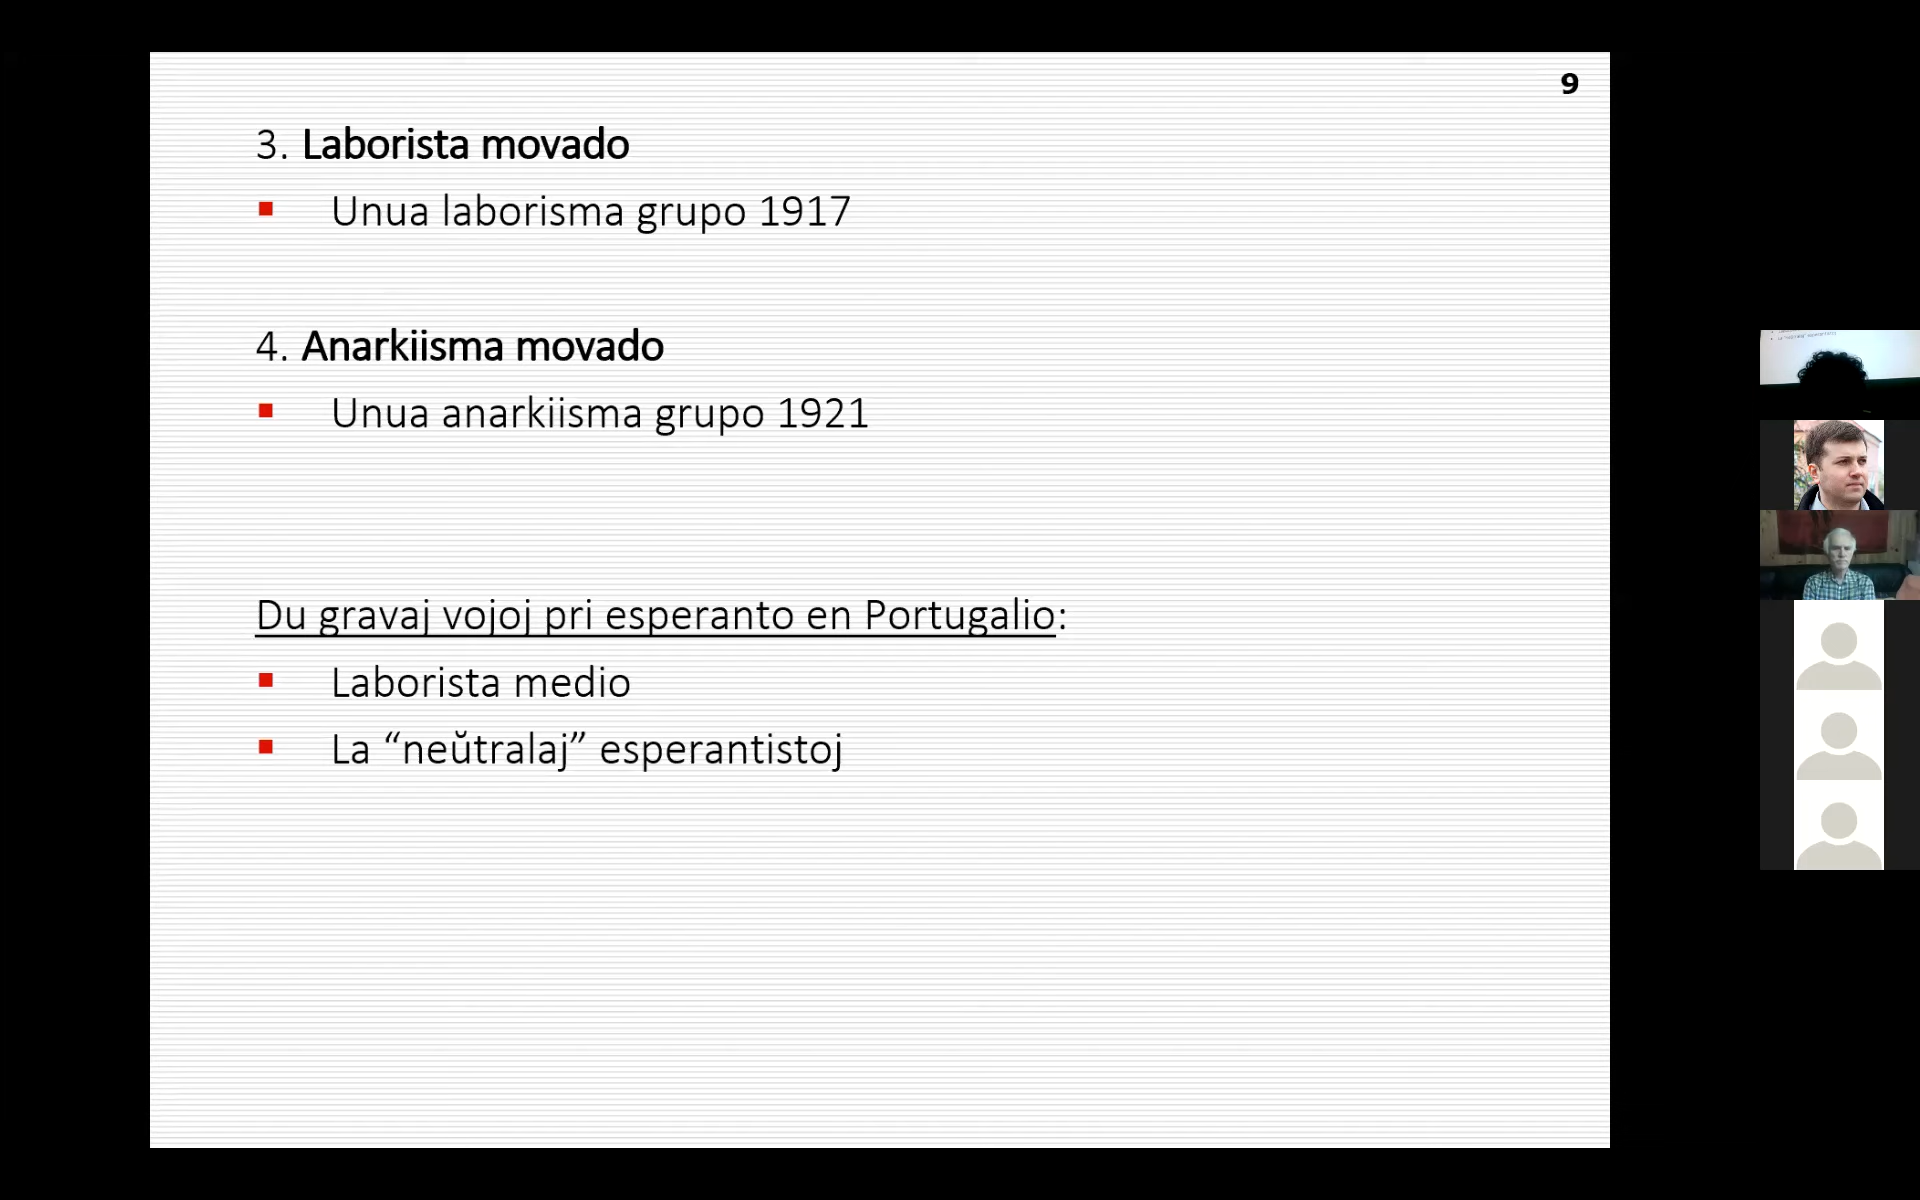 9
3. Laborista movado
▪ Unua laborisma grupo 1917
4. Anarkiisma movado
▪ Unua anarkiisma grupo 1921
Du gravaj vojoj pri esperanto en Portugalio:
▪ Laborista medio
▪ La “neŭtralaj” esperantistoj